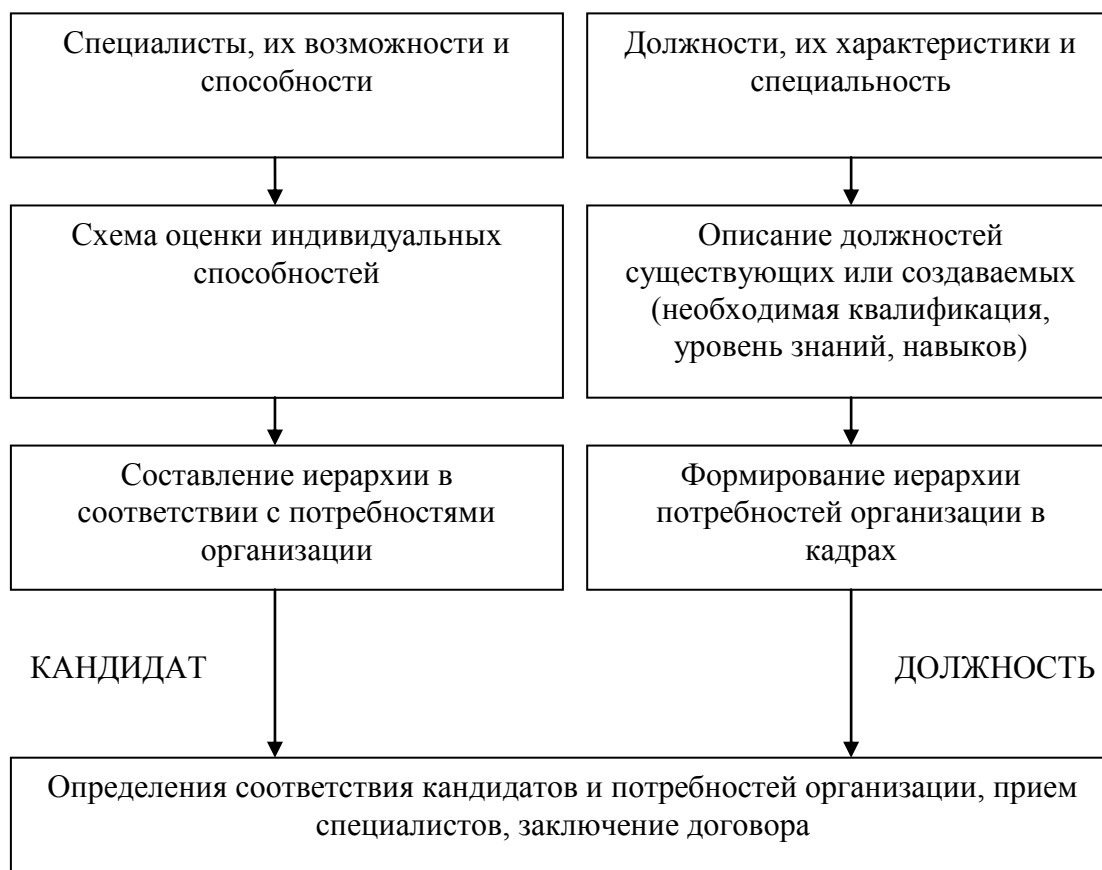 Специалисты, их возможности и
способности
Должности, их характеристики и
специальность
Схема оценки индивидуальных
способностей
Описание должностей
существующих или создаваемых
(необходимая квалификация,
уровень знаний, навыков)
Составление иерархии в
соответствии с потребностями
организации
Формирование иерархии
потребностей организации в
кадрах
КАНДИДАТ
ДОЛЖНОСТЬ
Определения соответствия кандидатов и потребностей организации, прием
специалистов, заключение договора